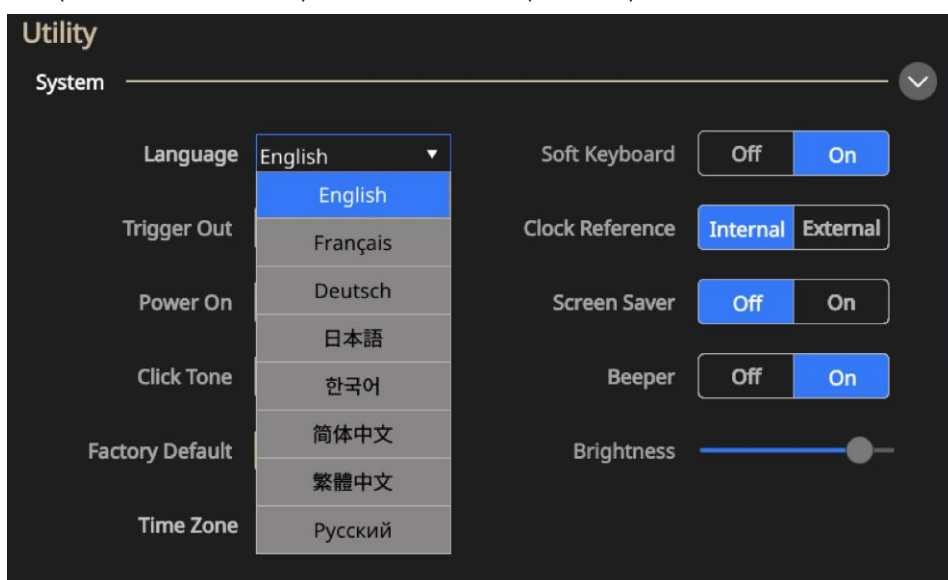 Utility
System
Language English ▼ Soft Keyboard Off On
English
Trigger Out Français Clock Reference Internal External
Power On Deutsch Screen Saver Off On
日本語
Click Tone 한국어 Beeper Off On
Factory Default 简体中文 Brightness
繁體中文
Time Zone Русский